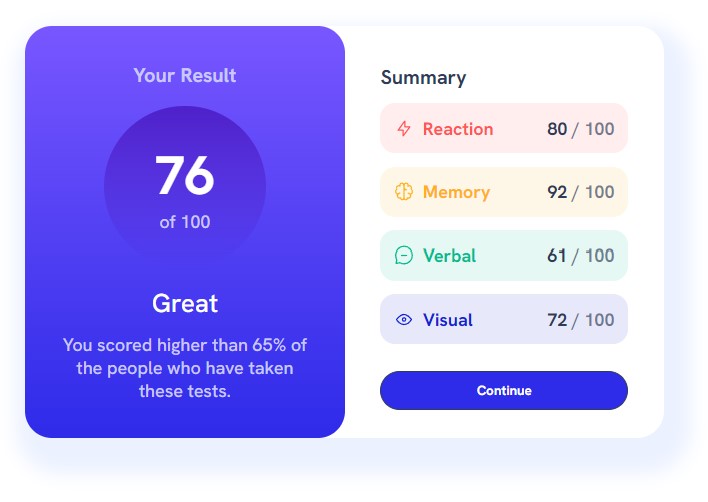 Your Result
76
of 100
Great
You scored higher than 65% of
the people who have taken
these tests.
Summary
Reaction 80 / 100
Memory 92 / 100
Verbal 61 / 100
Visual 72 / 100
Continue